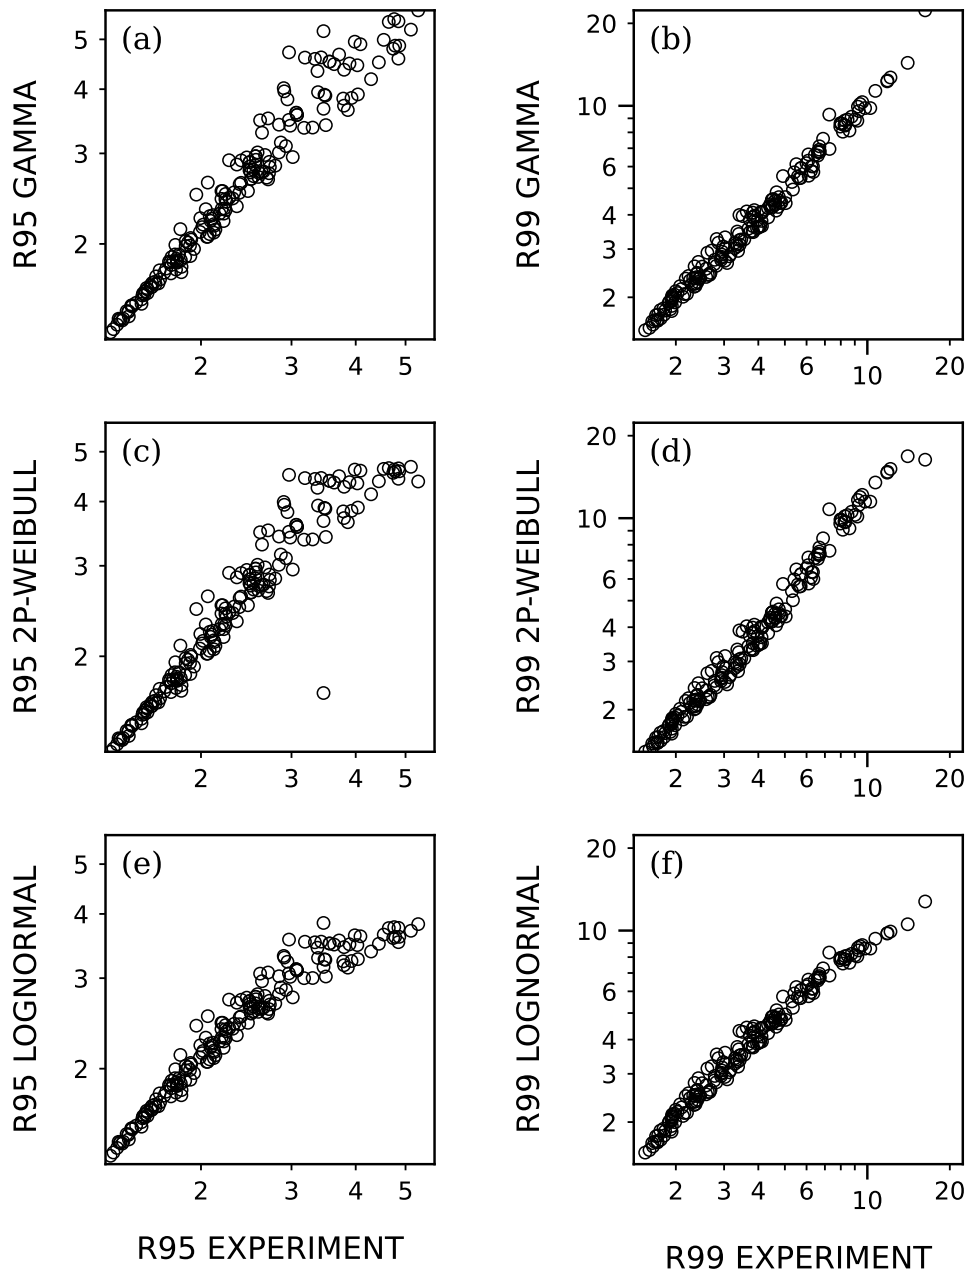 (a)
R95 GAMMA
5
4
3
2
2 3 4 5
(b)
R99 GAMMA
20
10
6
4
3
2
2 3 4 6 10 20
(c)
R95 2P-WEIBULL
5
4
3
2
2 3 4 5
(d)
R99 2P-WEIBULL
20
10
6
4
3
2
2 3 4 6 10 20
(e)
R95 LOGNORMAL
5
4
3
2
2 3 4 5
R95 EXPERIMENT
(f)
R99 LOGNORMAL
20
10
6
4
3
2
2 3 4 6 10 20
R99 EXPERIMENT